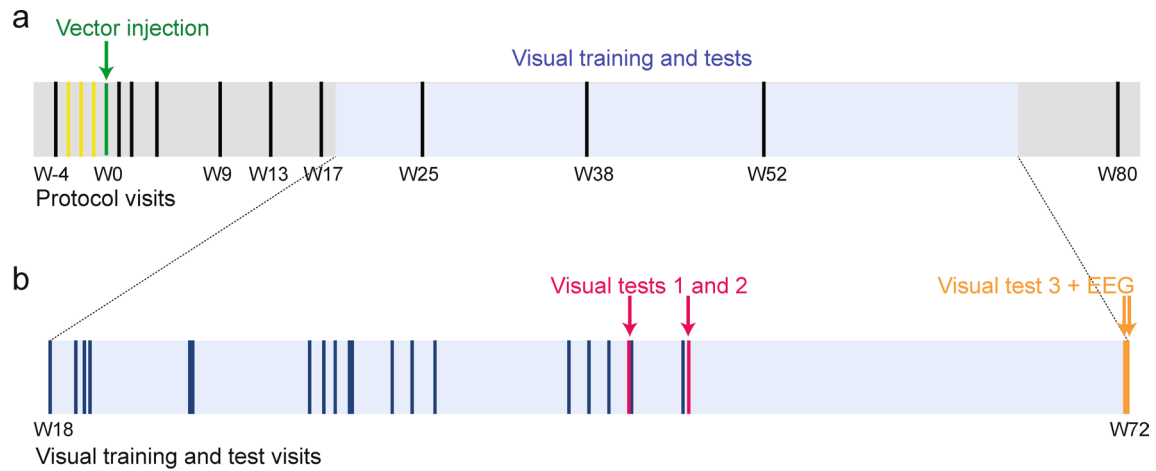 a
Vector injection
Visual training and tests
W-4 W0 W9 W13 W17 W25 W38 W52 W80
Protocol visits
b
Visual tests 1 and 2 Visual test 3 + EEG
W18 W72
Visual training and test visits